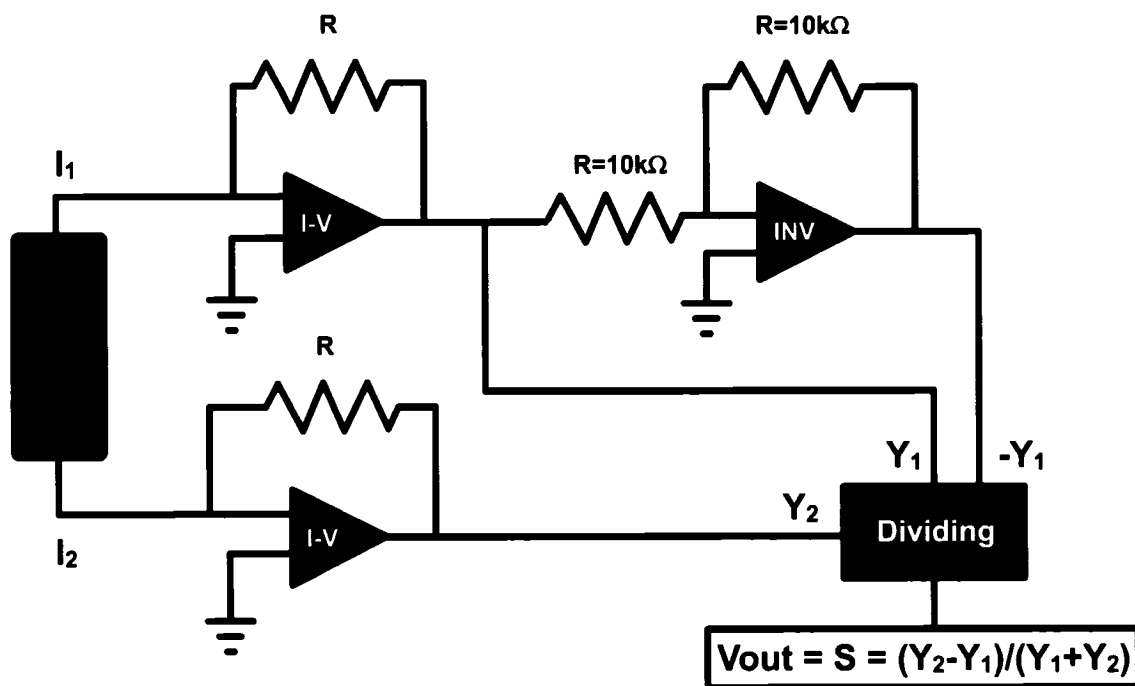 R
R=10kΩ
R=10kΩ
I₁
I-V
INV
R
Y₁
-Y₁
I-V
Y₂
Dividing
I₂
Vout = S = (Y₂-Y₁)/(Y₁+Y₂)